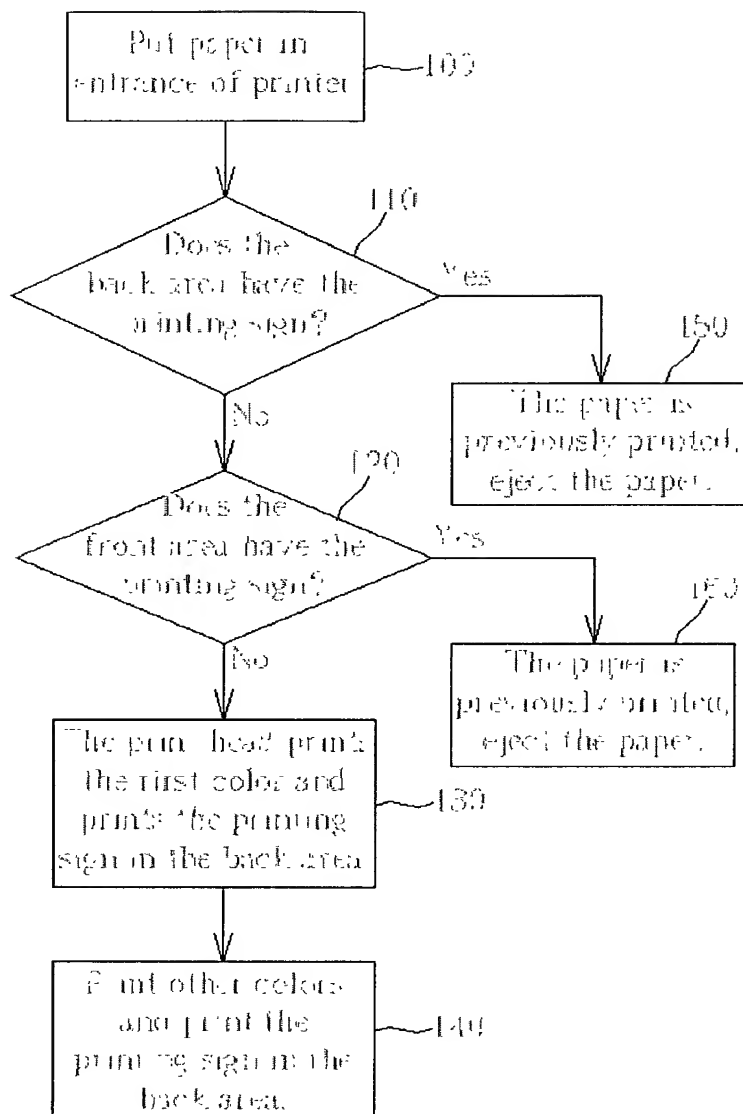 Put paper in
entrance of printer
100
110
Does the
back area have the
printing sign?
Yes
150
The paper is
previously printed,
eject the paper.
No
120
Does the
front area have the
printing sign?
Yes
160
The paper is
previously printed,
eject the paper.
No
The print head prints
the first color and
prints the printing
sign in the back area
130
Print other colors
and print the
printing sign in the
back area.
140